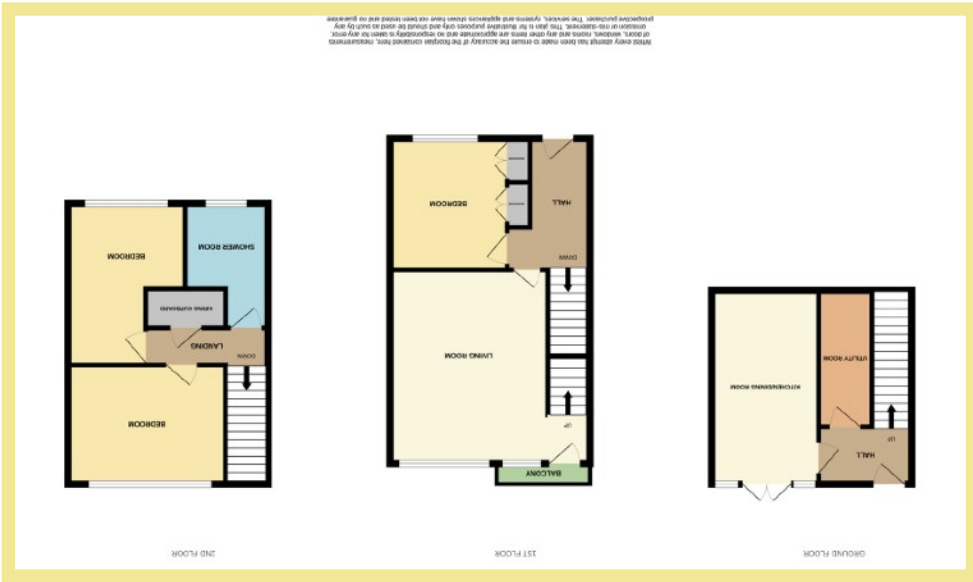 GROUND FLOOR
1ST FLOOR
2ND FLOOR
HALL
UP
UTILITY ROOM
KITCHEN/DINING ROOM
BALCONY
UP
LIVING ROOM
DOWN
HALL
BEDROOM
BEDROOM
DOWN
LANDING
AIRING CUPBOARD
BEDROOM
SHOWER ROOM
Whilst every attempt has been made to ensure the accuracy of the floorplan contained here, measurements
of doors, windows, rooms and any other items are approximate and no responsibility is taken for any error,
omission or mis-statement. This plan is for illustrative purposes only and should be used as such by any
prospective purchaser. The services, systems and appliances shown have not been tested and no guarantee